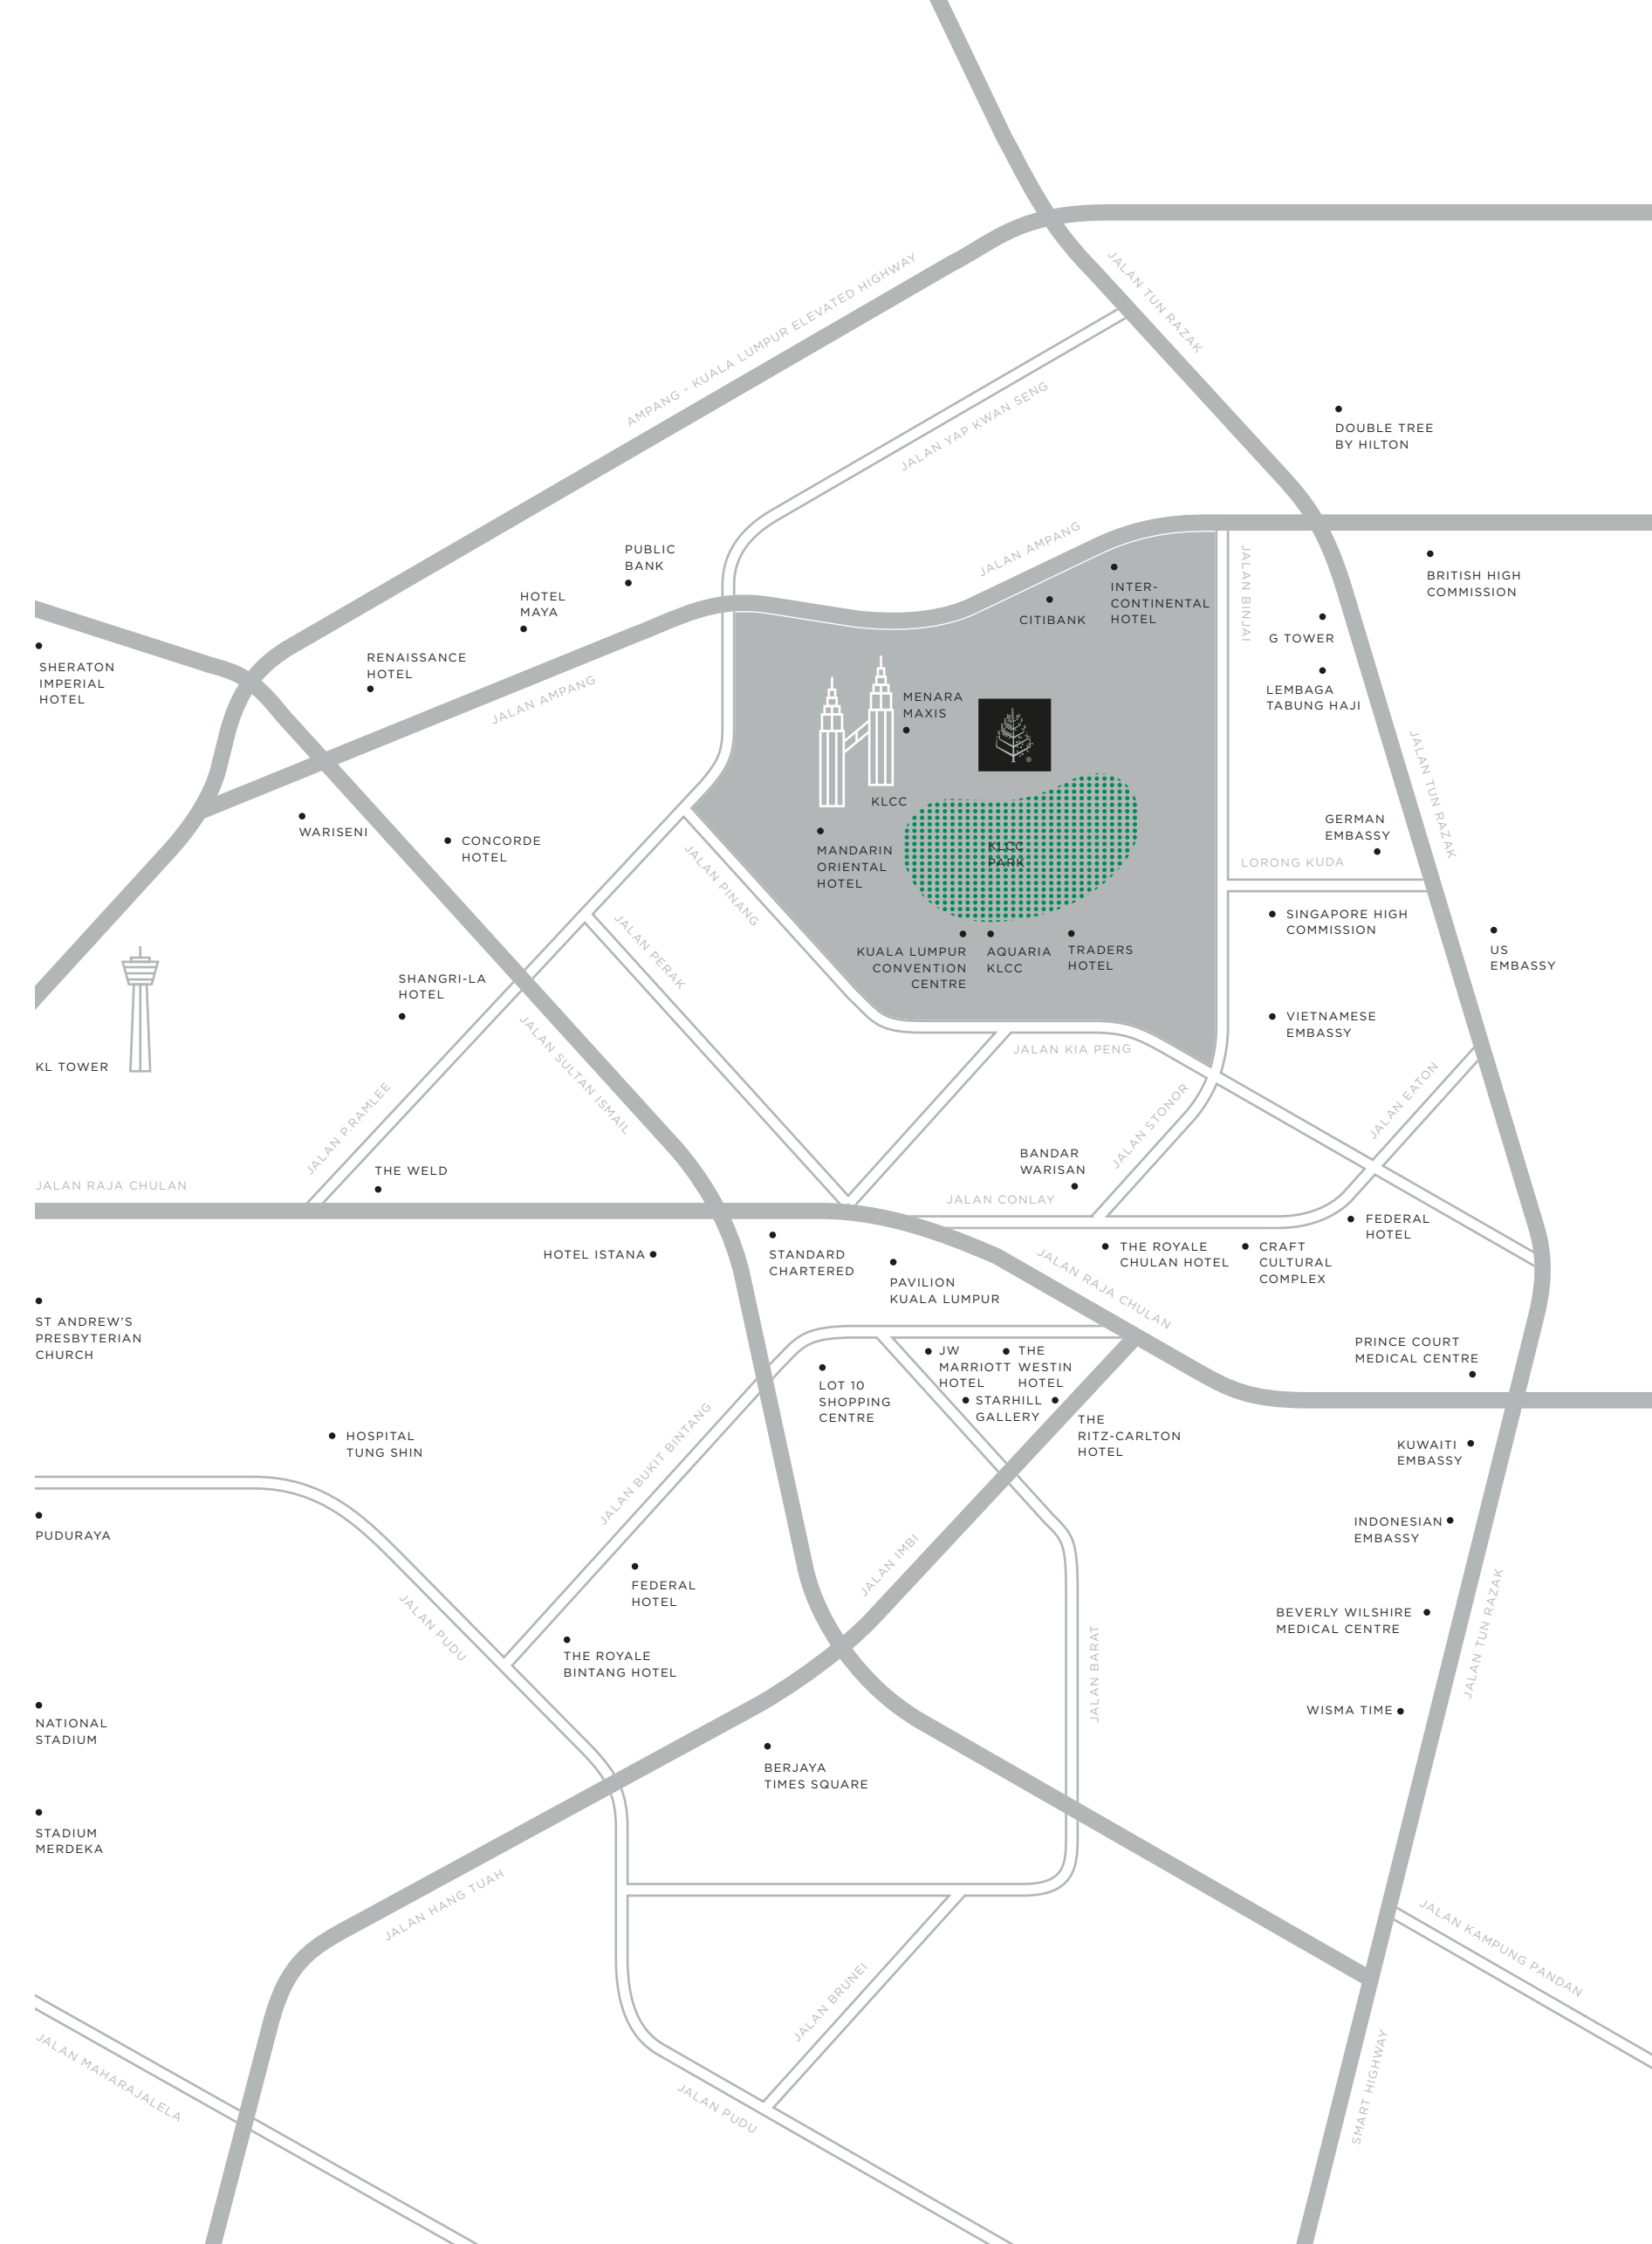 AMPANG - KUALA LUMPUR ELEVATED HIGHWAY
JALAN TUN RAZAK
JALAN YAP KWAN SENG
DOUBLE TREE
BY HILTON
JALAN AMPANG
PUBLIC
BANK
JALAN BINJAI
BRITISH HIGH
COMMISSION
HOTEL
MAYA
INTER-
CONTINENTAL
HOTEL
CITIBANK
G TOWER
SHERATON
IMPERIAL
HOTEL
RENAISSANCE
HOTEL
JALAN AMPANG
MENARA
MAXIS
LEMBAGA
TABUNG HAJI
®
JALAN TUN RAZAK
KLCC
WARISENI
CONCORDE
HOTEL
MANDARIN
ORIENTAL
HOTEL
KLCC
PARK
GERMAN
EMBASSY
LORONG KUDA
JALAN PINANG
JALAN PERAK
SINGAPORE HIGH
COMMISSION
KUALA LUMPUR
CONVENTION
CENTRE
AQUARIA
KLCC
TRADERS
HOTEL
US
EMBASSY
SHANGRI-LA
HOTEL
VIETNAMESE
EMBASSY
JALAN SULTAN ISMAIL
JALAN KIA PENG
KL TOWER
JALAN P.RAMLEE
JALAN STONOR
JALAN EATON
BANDAR
WARISAN
THE WELD
JALAN RAJA CHULAN
JALAN CONLAY
FEDERAL
HOTEL
HOTEL ISTANA
STANDARD
CHARTERED
THE ROYALE
CHULAN HOTEL
CRAFT
CULTURAL
COMPLEX
JALAN RAJA CHULAN
PAVILION
KUALA LUMPUR
ST ANDREW'S
PRESBYTERIAN
CHURCH
PRINCE COURT
MEDICAL CENTRE
JW
MARRIOTT
HOTEL
THE
WESTIN
HOTEL
LOT 10
SHOPPING
CENTRE
STARHILL
GALLERY
THE
RITZ-CARLTON
HOTEL
JALAN BUKIT BINTANG
HOSPITAL
TUNG SHIN
KUWAITI
EMBASSY
PUDURAYA
INDONESIAN
EMBASSY
JALAN IMBI
FEDERAL
HOTEL
JALAN PUDU
BEVERLY WILSHIRE
MEDICAL CENTRE
JALAN TUN RAZAK
THE ROYALE
BINTANG HOTEL
JALAN BARAT
WISMA TIME
NATIONAL
STADIUM
BERJAYA
TIMES SQUARE
STADIUM
MERDEKA
JALAN HANG TUAH
JALAN KAMPUNG PANDAN
JALAN BRUNEI
JALAN MAHARAJALELA
JALAN PUDU
SMART HIGHWAY